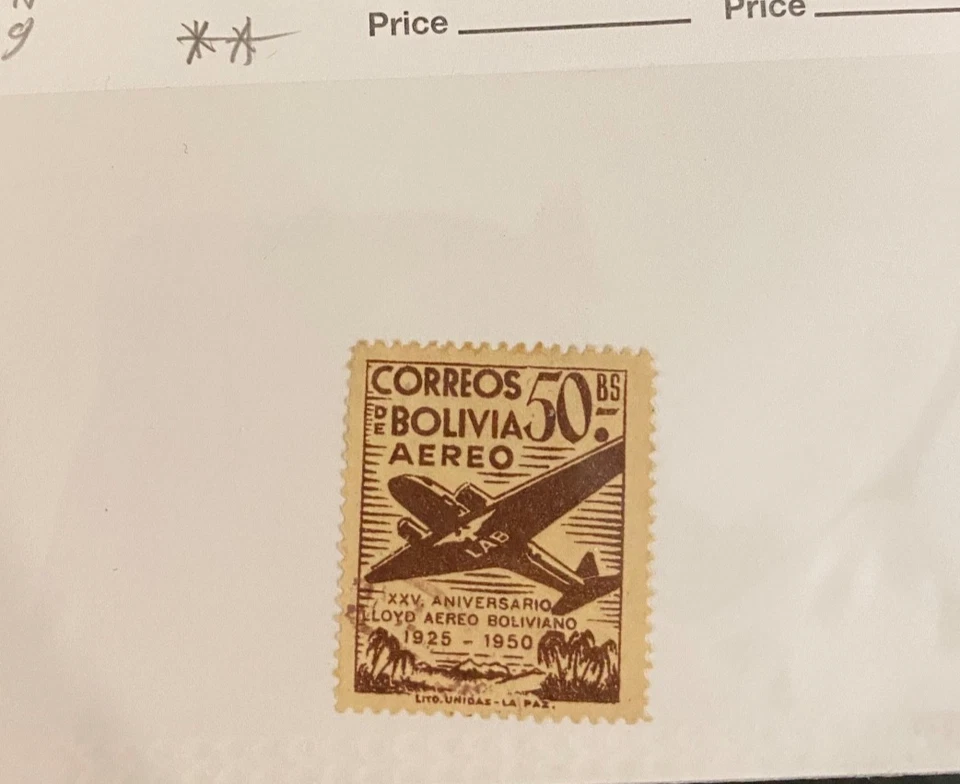 9
**
Price
Price
CORREOS 50 BS.-
DE BOLIVIA
AEREO
LAB
XXV. ANIVERSARIO
LLOYD AEREO BOLIVIANO
1925 - 1950
LITO. UNIDAS - LA PAZ.